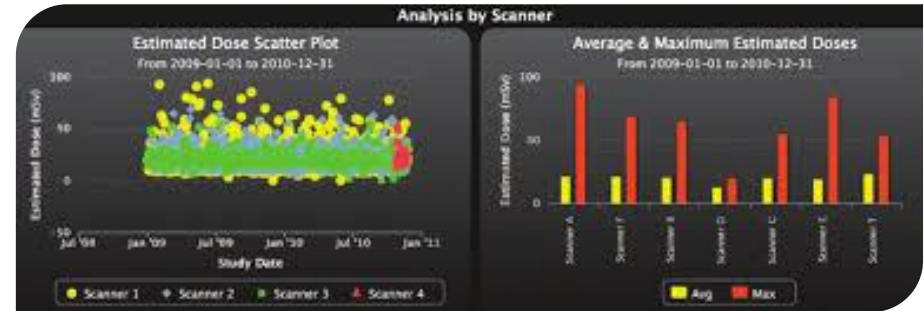 Analysis by Scanner
Estimated Dose Scatter Plot
From 2009-01-01 to 2010-12-31
Estimated Dose (mSv)
100
50
0
50
Jul '08 Jan '09 Jul '09 Jan '10 Jul '10 Jan '11
Study Date
Scanner 1 Scanner 2 Scanner 3 Scanner 4
Average & Maximum Estimated Doses
From 2009-01-01 to 2010-12-31
Estimated Dose (mSv)
100
50
0
Scanner A Scanner F Scanner B Scanner D Scanner C Scanner E Scanner
Avg Max